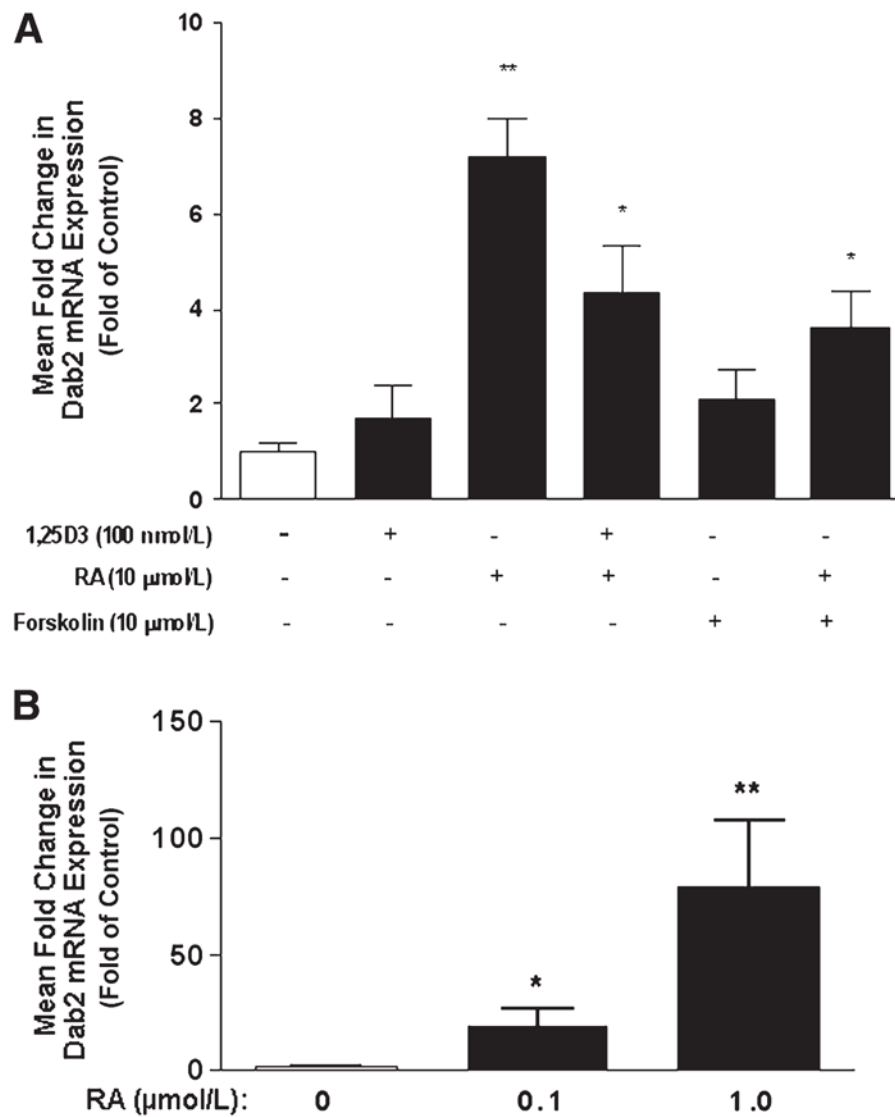 A
Mean Fold Change in
Dab2 mRNA Expression
(Fold of Control)
10
8
6
4
2
0
**
*
*
1,25D3 (100 nmol/L) - + - + - -
RA (10 µmol/L) - - + + - +
Forskolin (10 µmol/L) - - - - + +
B
Mean Fold Change in
Dab2 mRNA Expression
(Fold of Control)
150
100
50
0
*
**
RA (µmol/L): 0 0.1 1.0